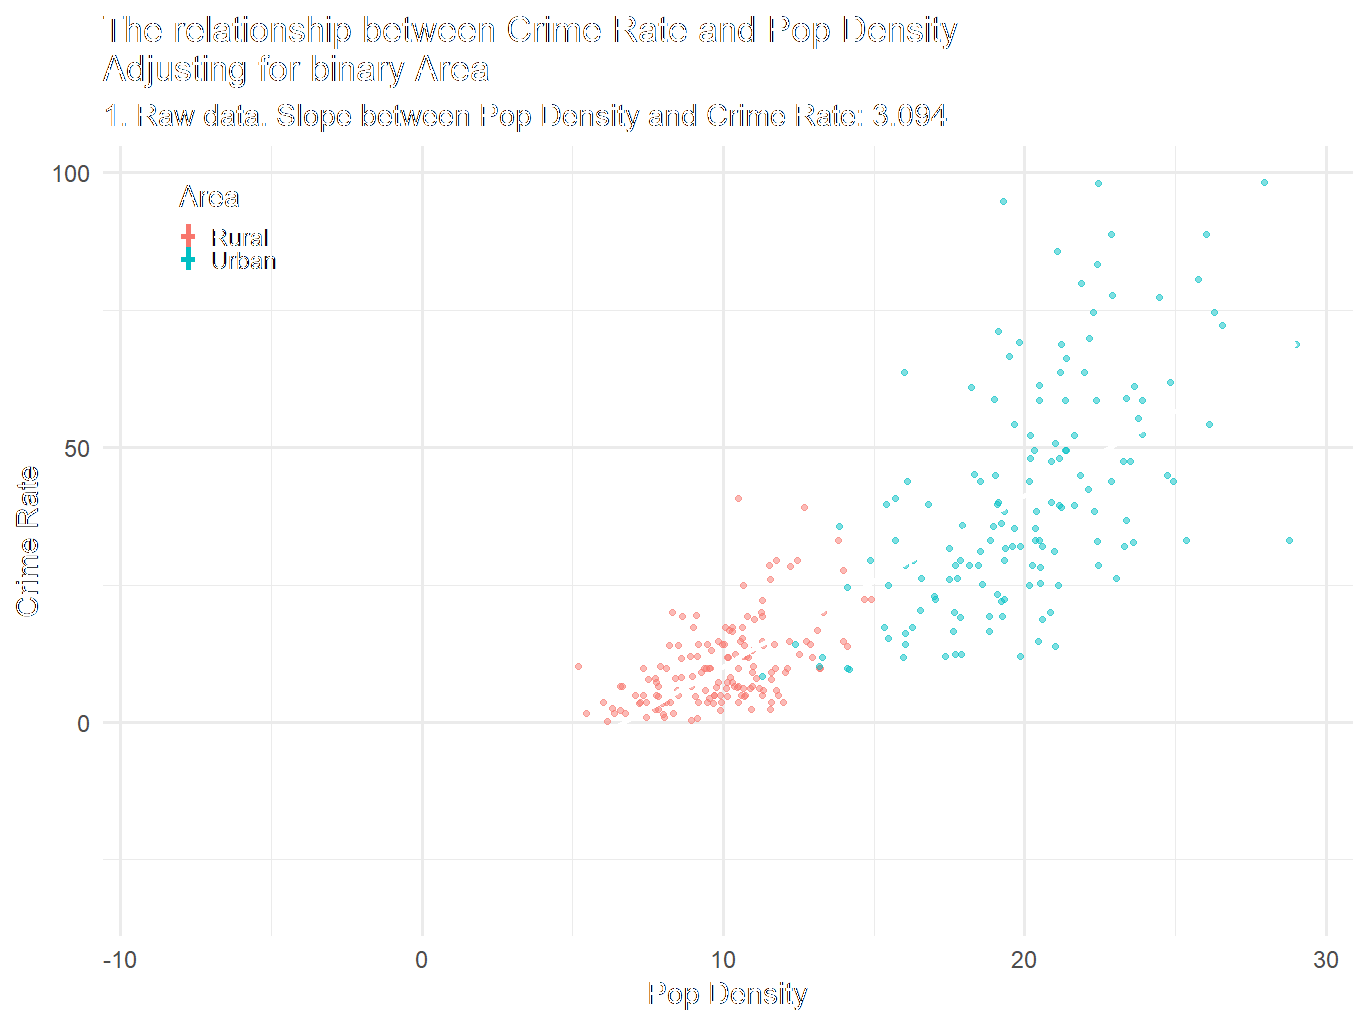 The relationship between Crime Rate and Pop Density
Adjusting for binary Area
1. Raw data. Slope between Pop Density and Crime Rate: 3.094
100
Area
Rural
Urban
50
Crime Rate
0
-10
0
10
20
30
Pop Density